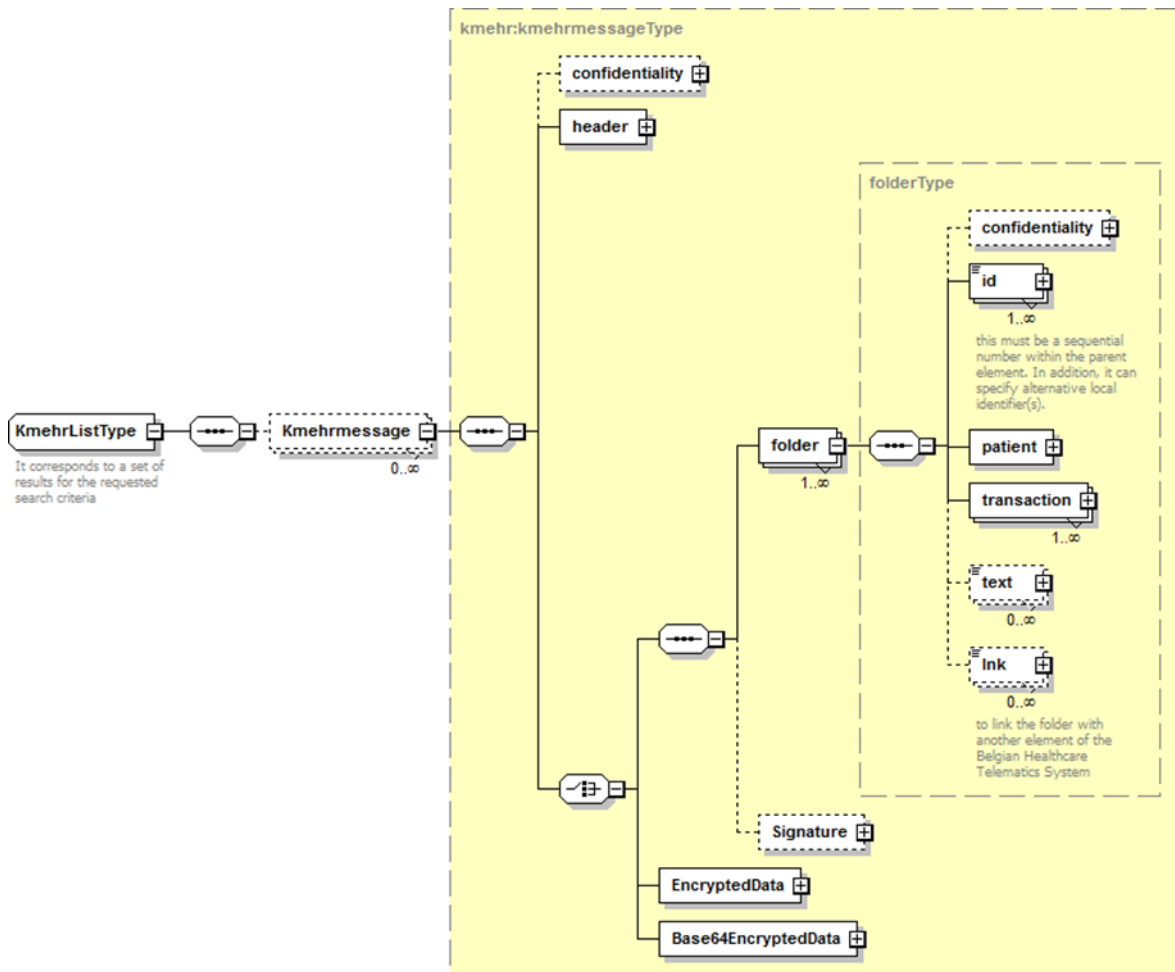 kmehr:kmehrmessageType
confidentiality
header
folderType
confidentiality
id
1..∞
this must be a sequential
number within the parent
element. In addition, it can
specify alternative local
identifier(s).
KmehrListType
It corresponds to a set of
results for the requested
search criteria
Kmehrmessage
0..∞
folder
1..∞
patient
transaction
1..∞
text
0..∞
lnk
0..∞
to link the folder with
another element of the
Belgian Healthcare
Telematics System
Signature
EncryptedData
Base64EncryptedData